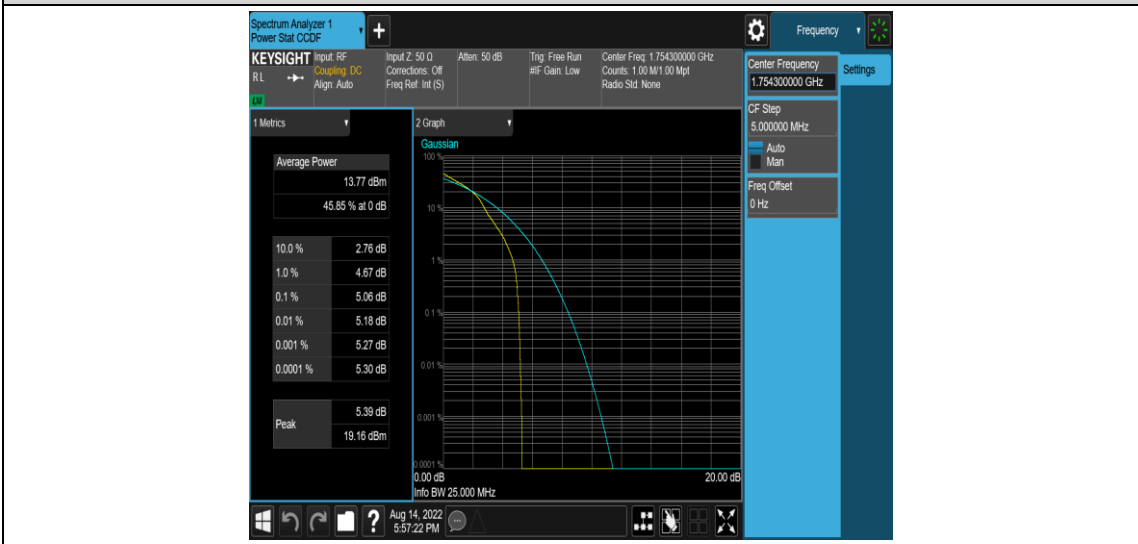 Spectrum Analyzer 1
Power Stat CCDF
+
Frequency
KEYSIGHT
RL
LXI
Input: RF
Coupling: DC
Align: Auto
Input Z: 50 Ω
Corrections: Off
Freq Ref: Int (S)
Atten: 50 dB
Trig: Free Run
#IF Gain: Low
Center Freq: 1.754300000 GHz
Counts: 1.00 M/1.00 Mpt
Radio Std: None
Center Frequency
1.754300000 GHz
Settings
CF Step
5.000000 MHz
Auto
Man
Freq Offset
0 Hz
1 Metrics
Average Power
13.77 dBm
45.85 % at 0 dB
10.0 % 2.76 dB
1.0 % 4.67 dB
0.1 % 5.06 dB
0.01 % 5.18 dB
0.001 % 5.27 dB
0.0001 % 5.30 dB
Peak
5.39 dB
19.16 dBm
2 Graph
Gaussian
100 %
10 %
1 %
0.1 %
0.01 %
0.001 %
0.0001 %
0.00 dB 20.00 dB
Info BW 25.000 MHz
?
Aug 14, 2022
5:57:22 PM